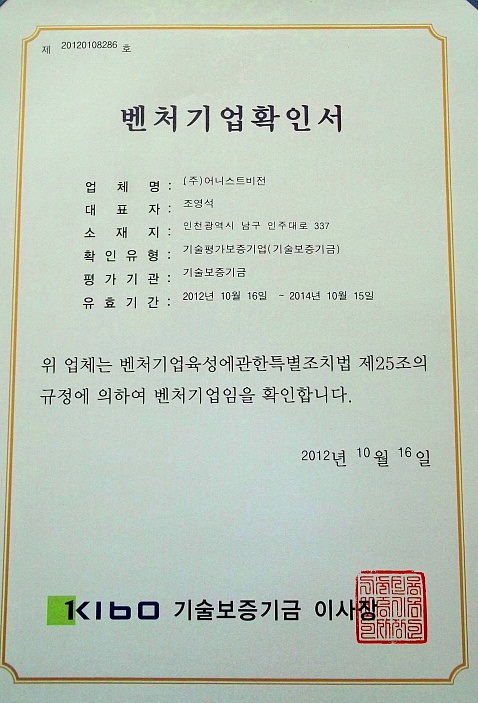 제 20120108286 호
벤처기업확인서
업 체 명 : (주)어니스트비전
대 표 자 : 조영석
소 재 지 : 인천광역시 남구 인주대로 337
확인유형 : 기술평가보증기업(기술보증기금)
평가기관 : 기술보증기금
유효기간 : 2012년 10월 16일 - 2014년 10월 15일
위 업체는 벤처기업육성에관한특별조치법 제25조의
규정에 의하여 벤처기업임을 확인합니다.
2012년 10월 16일
KIBO 기술보증기금 이사장